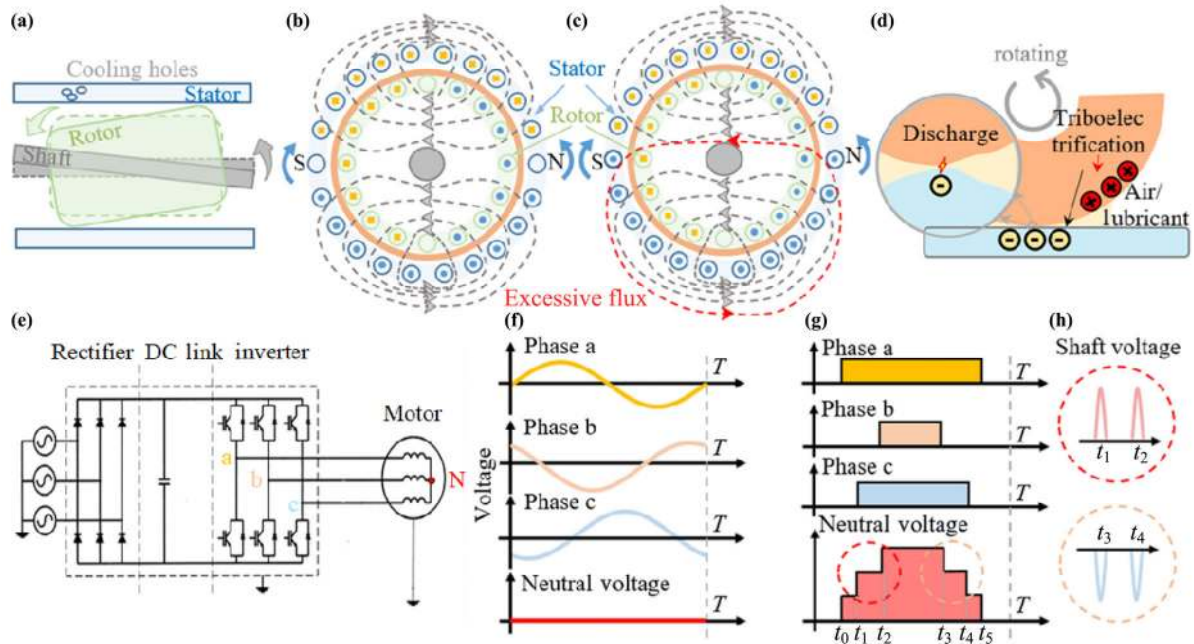 (a)
Cooling holes
Stator
Rotor
Shaft
(b)
S
N
Stator
Rotor
(c)
S
N
Excessive flux
(d)
rotating
Discharge
Triboelec
trification
Air/
lubricant
(e)
Rectifier DC link inverter
Motor
a
b
c
N
(f)
Voltage
Phase a
T
Phase b
T
Phase c
T
Neutral voltage
T
(g)
Phase a
T
Phase b
T
Phase c
T
Neutral voltage
T
t0 t1 t2 t3 t4 t5
(h)
Shaft voltage
t1 t2
t3 t4